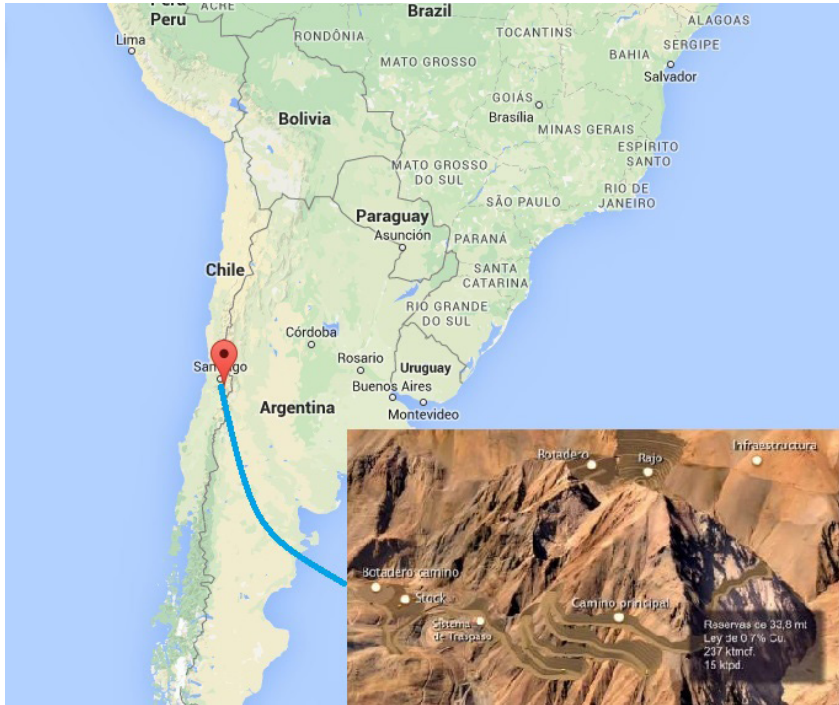 Peru
ACRE
Brazil
Peru
Lima
RONDÔNIA
TOCANTINS
ALAGOAS
SERGIPE
BAHIA
MATO GROSSO
Salvador
Bolivia
GOIÁS
Brasília
MINAS GERAIS
ESPÍRITO
SANTO
MATO GROSSO
DO SUL
RIO DE
JANEIRO
SÃO PAULO
Paraguay
Asunción
PARANÁ
Chile
SANTA
CATARINA
RIO GRANDE
DO SUL
Córdoba
Santiago
Rosario
Uruguay
Buenos Aires
Argentina
Montevideo
Botadero
Rajo
Infraestructura
Botadero camino
Stock
Camino principal
Sistema
de Traspaso
Reservas de 33,8 mt
Ley de 0,7% Cu.
237 ktmcf.
15 ktpd.